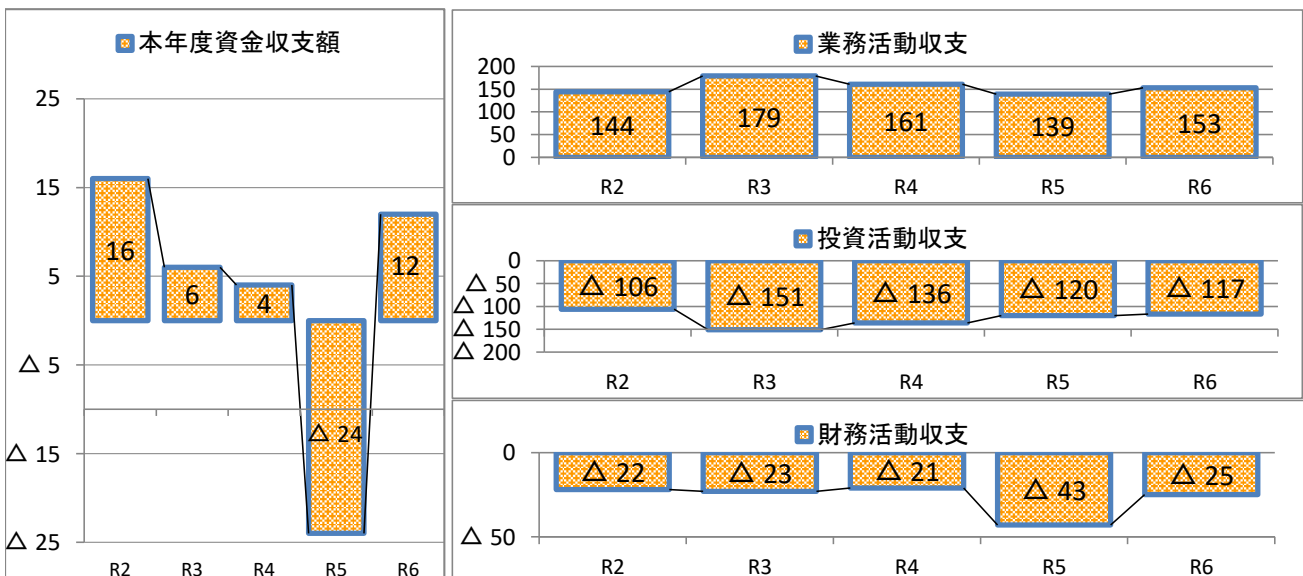 本年度資金収支額
25
15
5
△ 5
△ 15
△ 25
16
6
4
△ 24
12
R2 R3 R4 R5 R6
業務活動収支
200
150
100
50
0
144 179 161 139 153
R2 R3 R4 R5 R6
投資活動収支
0
△ 50
△ 100
△ 150
△ 200
△ 106 △ 151 △ 136 △ 120 △ 117
R2 R3 R4 R5 R6
財務活動収支
0
△ 50
△ 22 △ 23 △ 21 △ 43 △ 25
R2 R3 R4 R5 R6